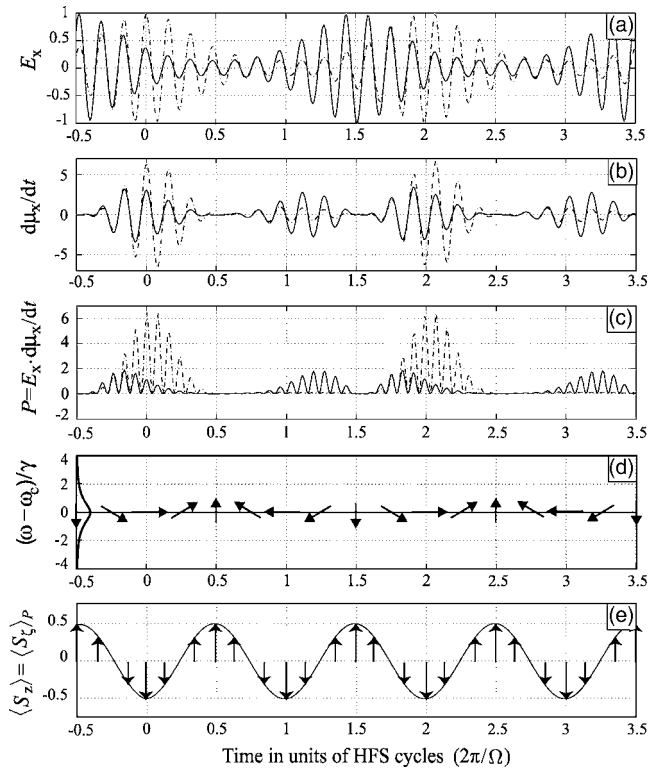 (a)
1
0.5
0
-0.5
-1
E_x
-0.5 0 0.5 1 1.5 2 2.5 3 3.5
(b)
5
0
-5
dμ_x/dt
-0.5 0 0.5 1 1.5 2 2.5 3 3.5
(c)
6
4
2
0
-2
P=E_x·dμ_x/dt
-0.5 0 0.5 1 1.5 2 2.5 3 3.5
(d)
4
2
0
-2
-4
(ω-ω_c)/γ
-0.5 0 0.5 1 1.5 2 2.5 3 3.5
(e)
0.5
0
-0.5
⟨S_z⟩=⟨S_ζ⟩_P
-0.5 0 0.5 1 1.5 2 2.5 3 3.5
Time in units of HFS cycles (2π/Ω)